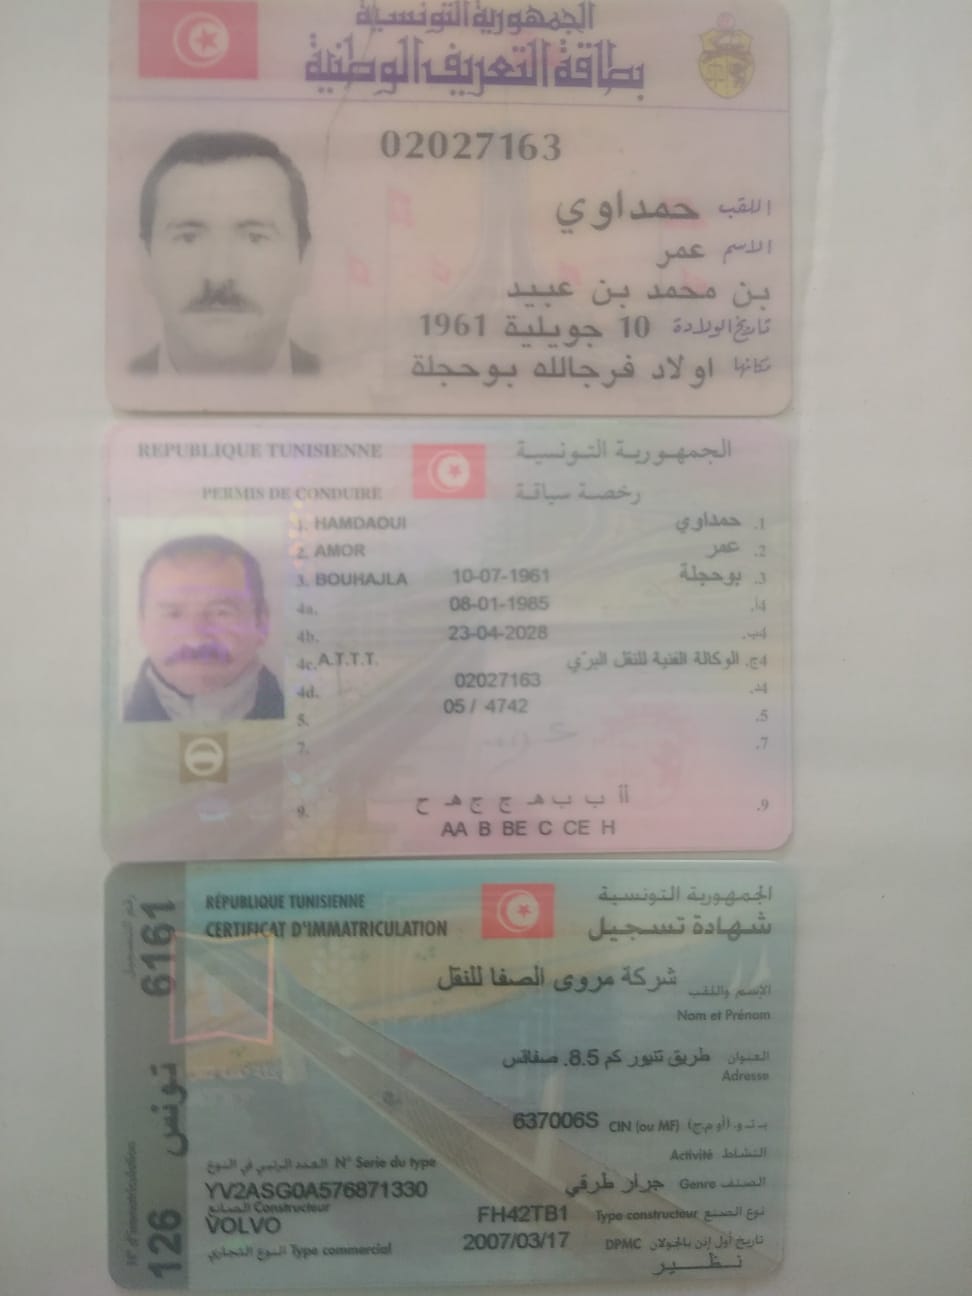 الجمهورية التونسية
بطاقة التعريف الوطنية
02027163
اللقب حمداوي
الاسم عمر
بن محمد بن عبيد
تاريخ الولادة 10 جويلية 1961
مكانها اولاد فرجالله بوحجلة
REPUBLIQUE TUNISIENNE الجمهورية التونسية
PERMIS DE CONDUIRE رخصة سياقة
1. HAMDAOUI حمداوي .1
2. AMOR عمر .2
3. BOUHAJLA 10-07-1961 بوحجلة .3
4a. 08-01-1985 4أ.
4b. 23-04-2028 4ب.
4c. A.T.T.T. 4ج. الوكالة الفنية للنقل البرّي
4d. 02027163 4د.
5. 05 / 4742 .5
7. .7
أأ ب ب هـ ج ج هـ ح
9. .9
AA B BE C CE H
RÉPUBLIQUE TUNISIENNE الجمهورية التونسية
CERTIFICAT D'IMMATRICULATION شهادة تسجيل
رقم التسجيل
6161 تونس 126
N° d'immatriculation
الإسم واللقب شركة مروى الصفا للنقل
Nom et Prénom
العنوان طريق تنيور كم 8.5. صفاقس
Adresse
637006S CIN (ou MF) ب.ت.و. (أو م.ج)
Activité النشاط
العدد الرتبي في النوع N° Serie du type
YV2ASG0A576871330
جرار طرقي Genre الصنف
الصانع Constructeur
VOLVO
FH42TB1 Type constructeur نوع الصنع
النوع التجاري Type commercial
2007/03/17 DPMC تاريخ أول إذن بالجولان
نظير